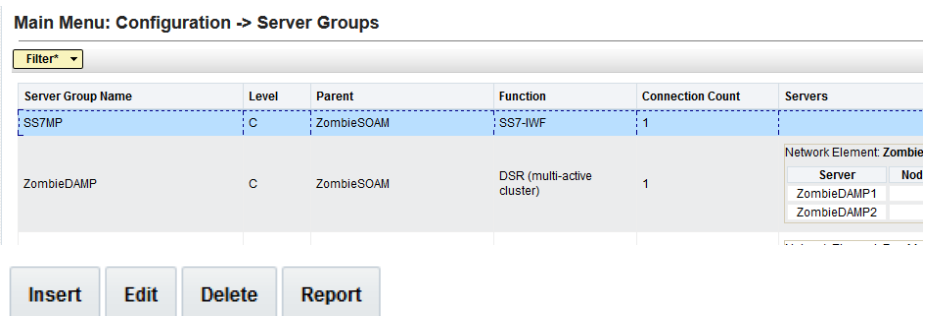 Main Menu: Configuration -> Server Groups
Filter*
Server Group Name Level Parent Function Connection Count Servers
SS7MP C ZombieSOAM SS7-IWF 1
Network Element: Zombie
Server Nod
ZombieDAMP C ZombieSOAM DSR (multi-active cluster) 1
ZombieDAMP1
ZombieDAMP2
Insert Edit Delete Report